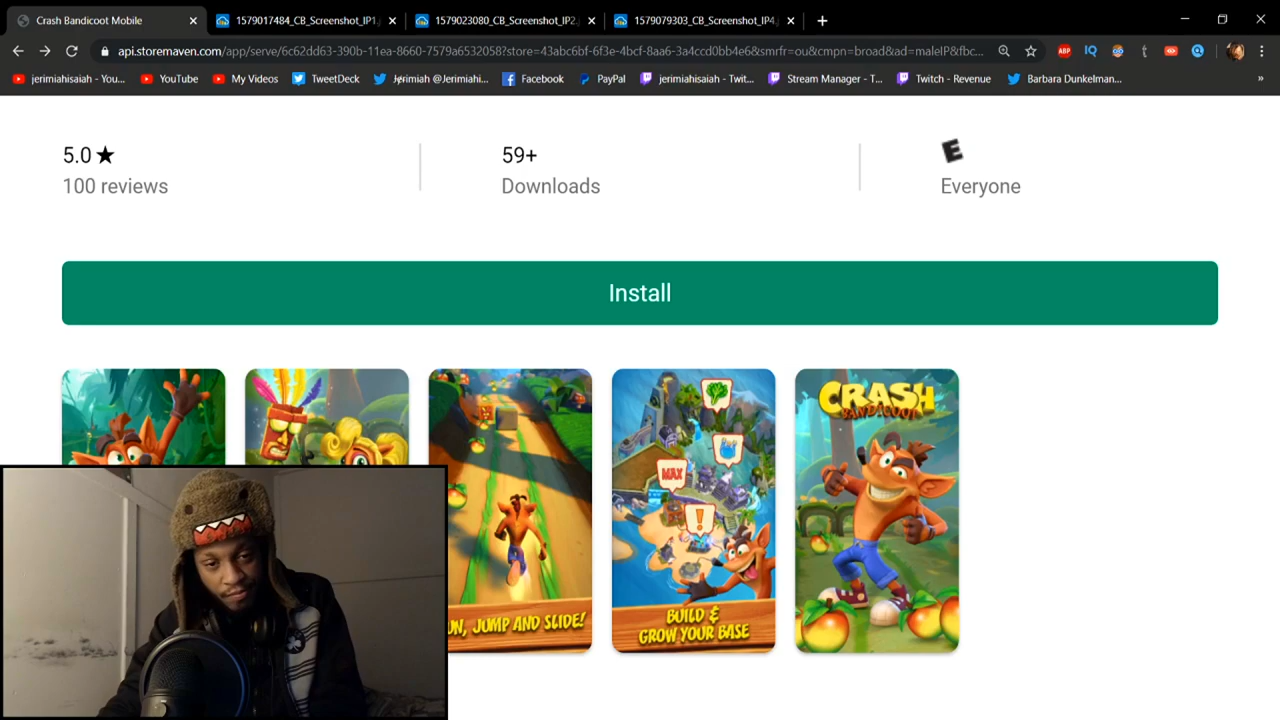 Crash Bandicoot Mobile
1579017484_CB_Screenshot_IP1.
1579023080_CB_Screenshot_IP2.
1579079303_CB_Screenshot_IP4.
api.storemaven.com/app/serve/6c62dd63-390b-11ea-8660-7579a6532058?store=43abc6bf-6f3e-4bcf-8aa6-3a4ccd0bb4e6&smrfr=ou&cmpn=broad&ad=maleIP&fbc...
ABP
IQ
jerimiahisaiah - You...
YouTube
My Videos
TweetDeck
Jerimiah @Jerimiahi...
Facebook
PayPal
jerimiahisaiah - Twit...
Stream Manager - T...
Twitch - Revenue
Barbara Dunkelman...
»
5.0 ★
59+
E
100 reviews
Downloads
Everyone
Install
CRASH
BANDICOOT
MAX
!
UN, JUMP AND SLIDE!
BUILD &
GROW YOUR BASE